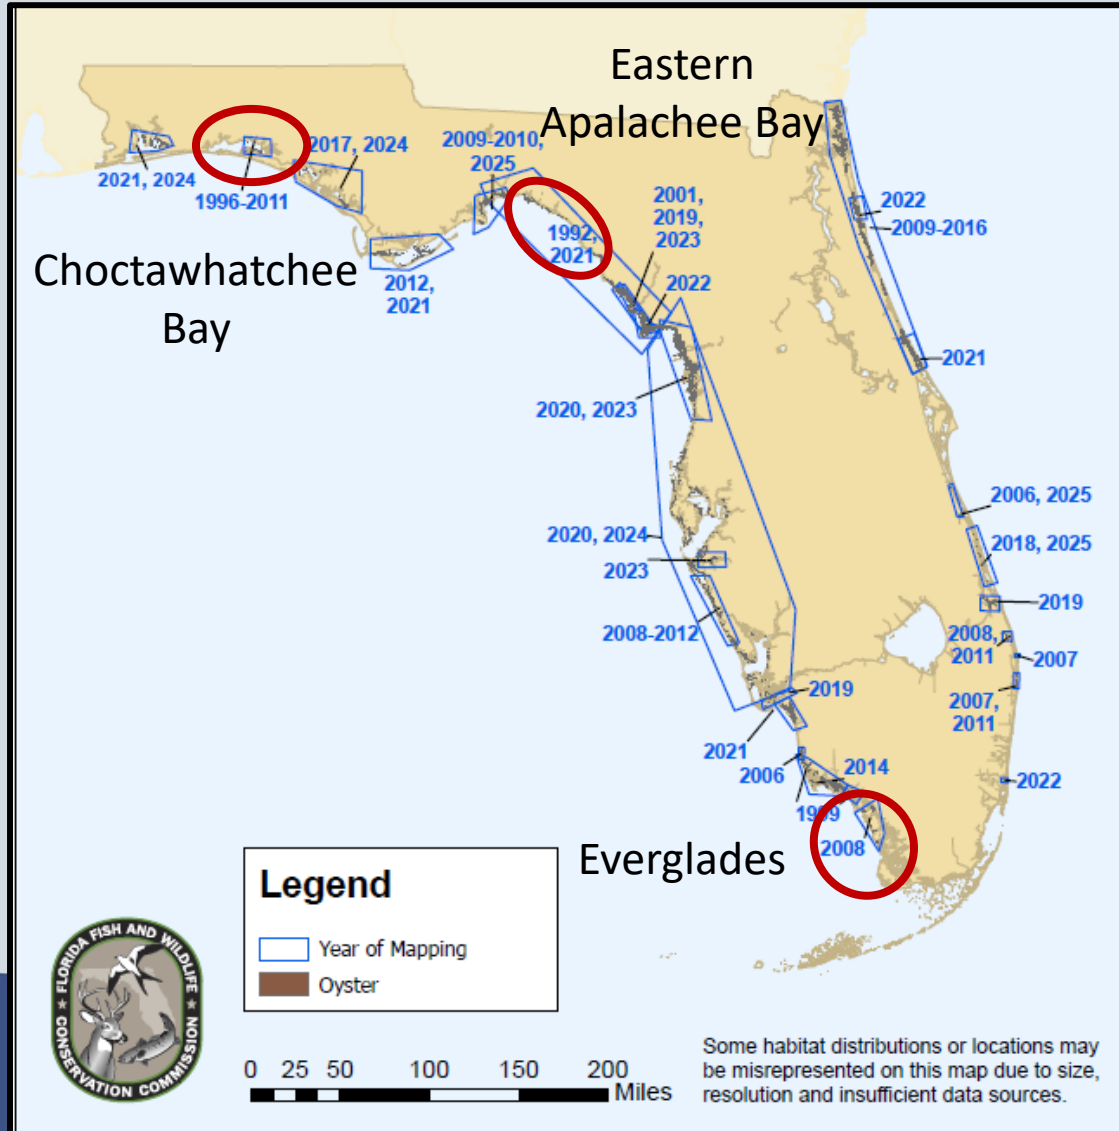 Eastern
Apalachee Bay
2009-2010,
2025
2017, 2024
2021, 2024
1996-2011
2001,
2019,
2023
1992,
2021
2022
2009-2016
Choctawhatchee
Bay
2012,
2021
2022
2021
2020, 2023
2006, 2025
2020, 2024
2018, 2025
2023
2019
2008-2012
2008,
2011
2007
2019
2007,
2011
2021
2006
2014
2022
1999
2008
Everglades
Legend
Year of Mapping
Oyster
FLORIDA FISH AND WILDLIFE
CONSERVATION COMMISSION
0 25 50 100 150 200
Miles
Some habitat distributions or locations may
be misrepresented on this map due to size,
resolution and insufficient data sources.